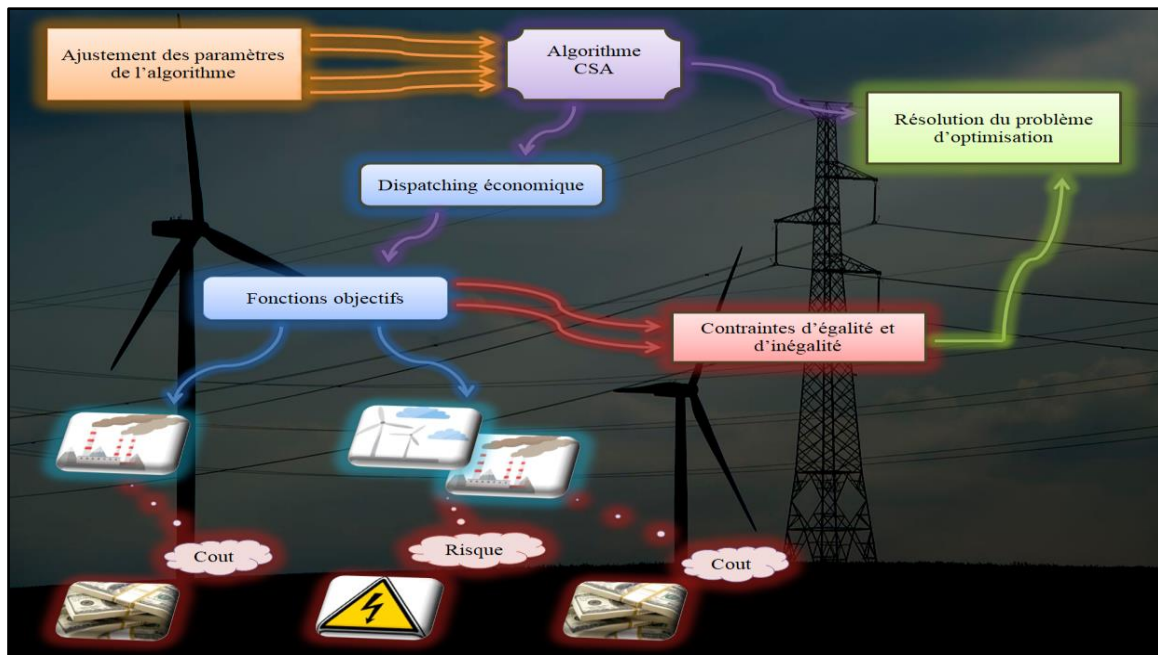 Ajustement des paramètres
de l'algorithme
Algorithme
CSA
Résolution du problème
d'optimisation
Dispatching économique
Fonctions objectifs
Contraintes d'égalité et
d'inégalité
Cout
Risque
Cout